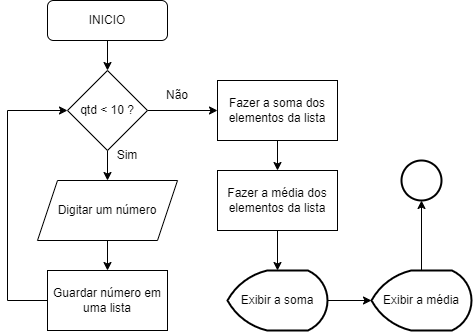 INICIO
qtd < 10 ?
Não
Sim
Digitar um número
Guardar número em
uma lista
Fazer a soma dos
elementos da lista
Fazer a média dos
elementos da lista
Exibir a soma
Exibir a média